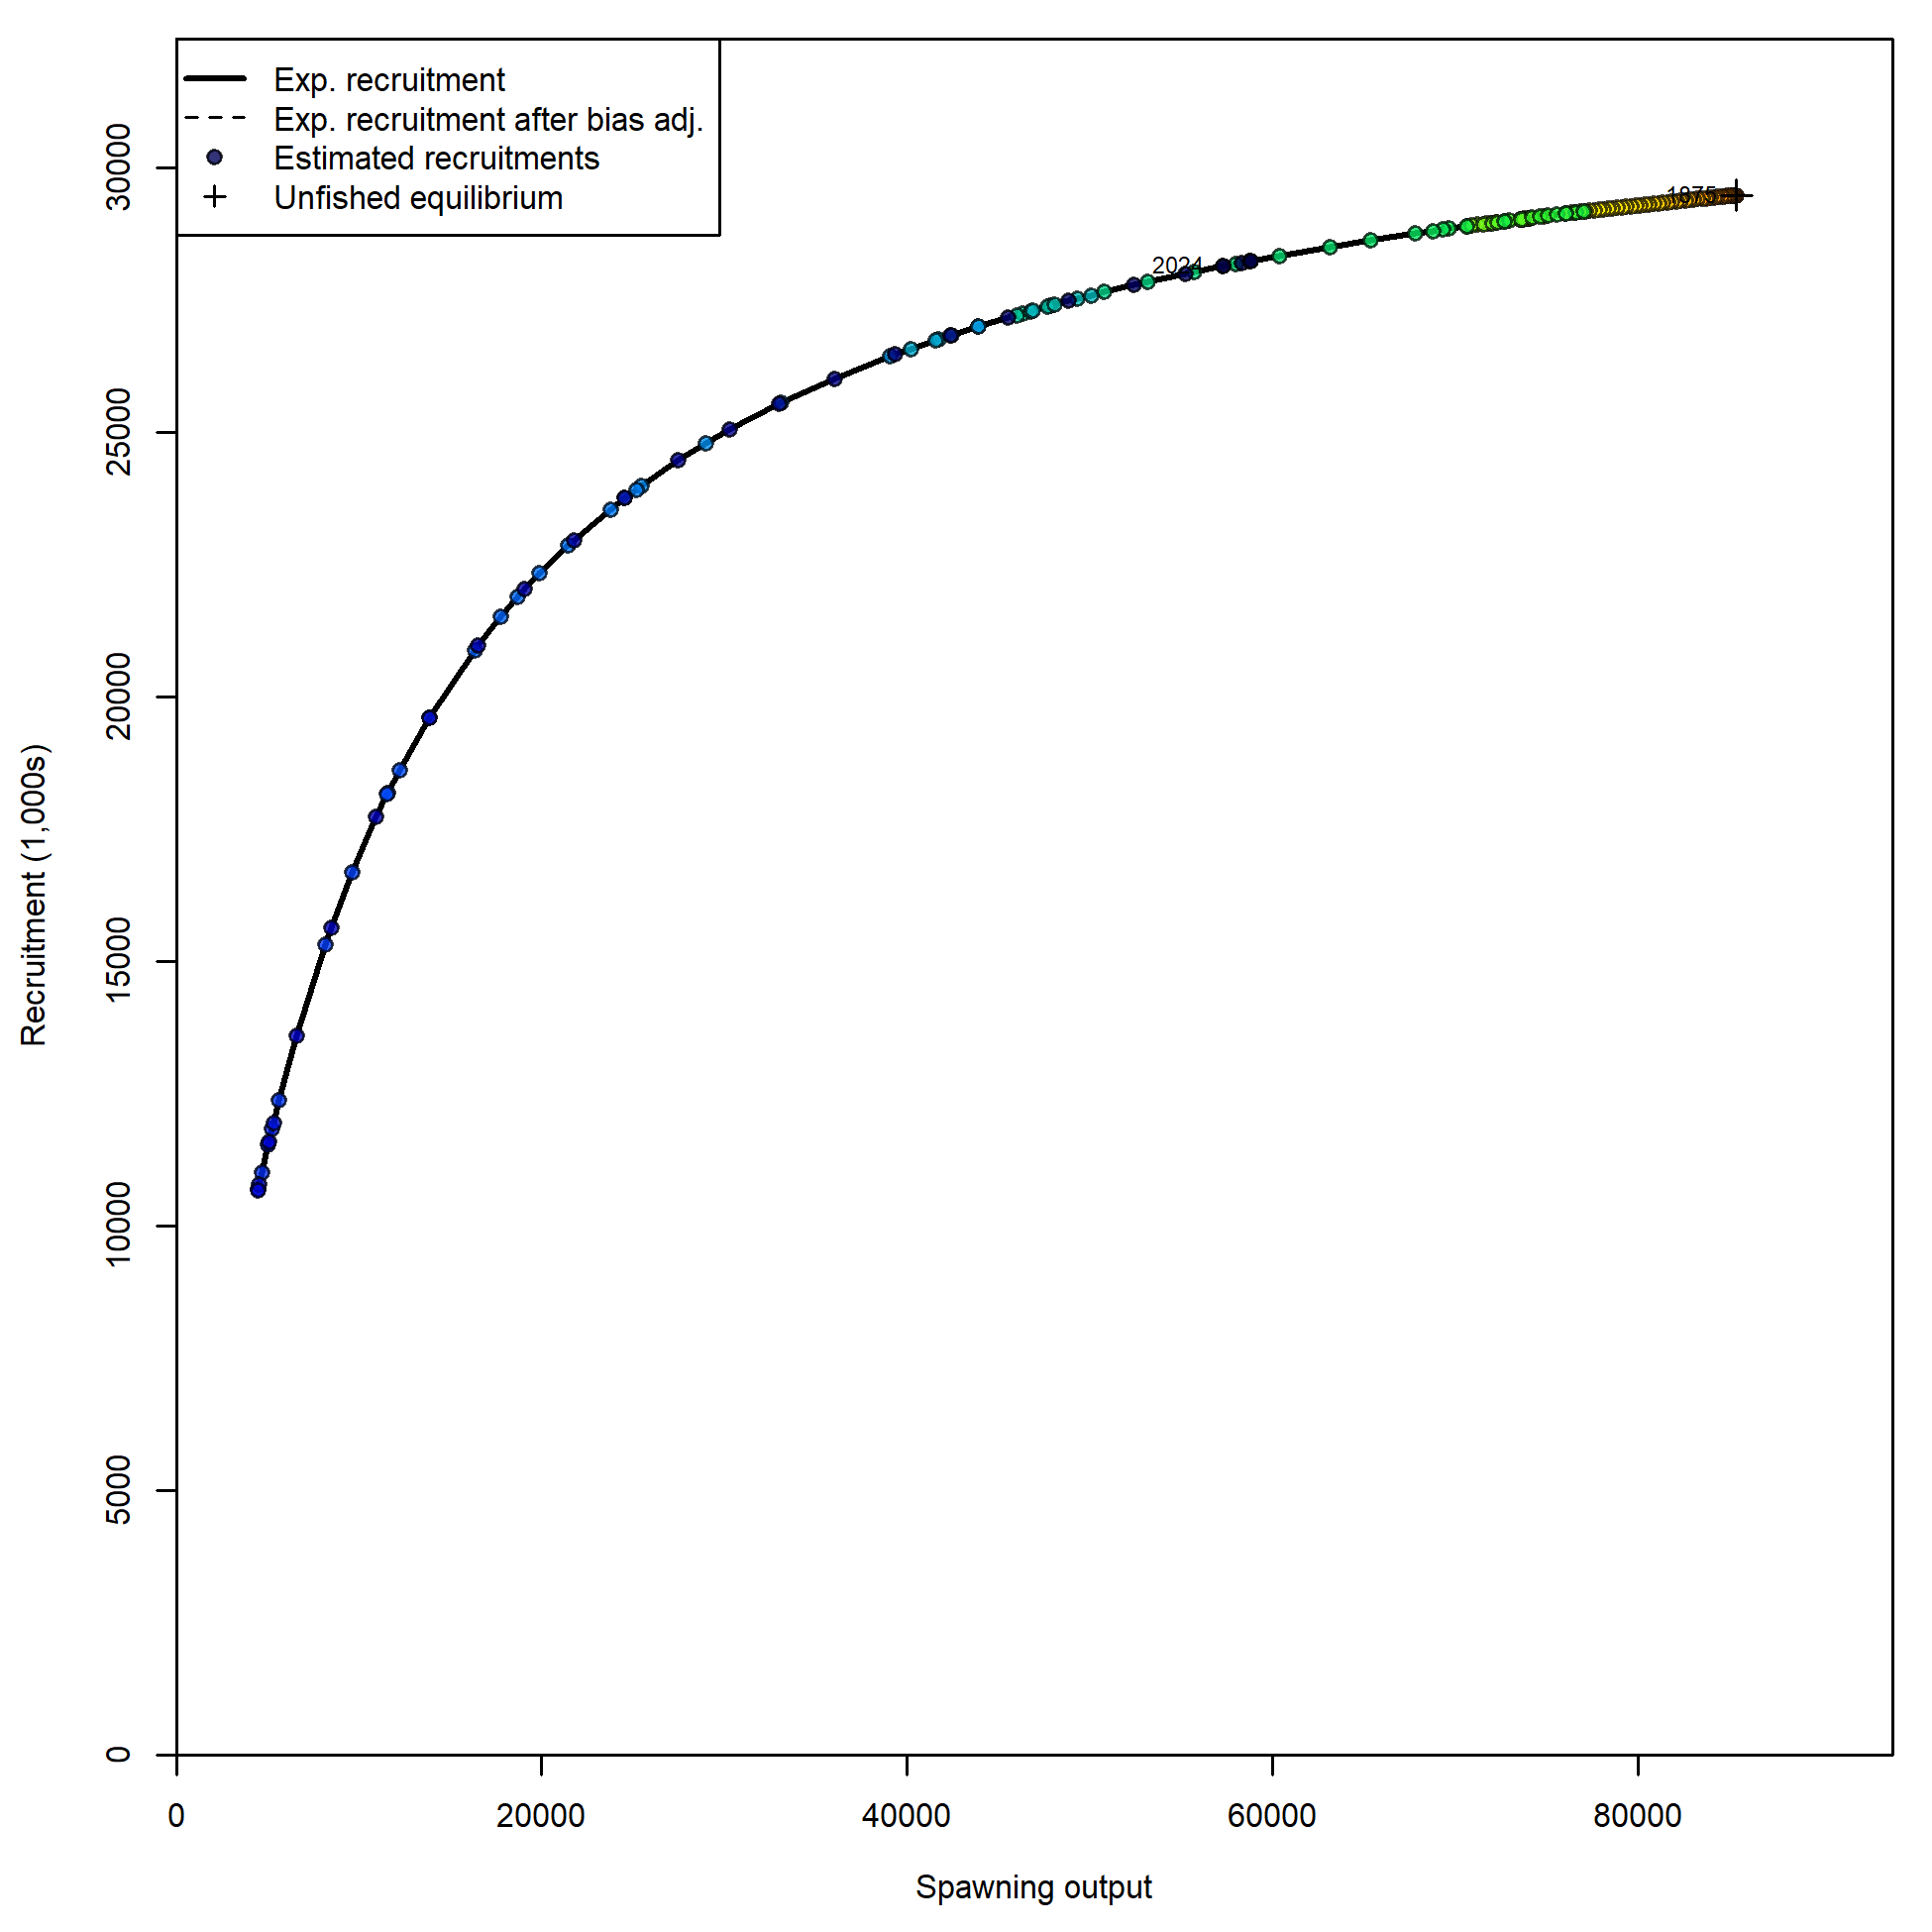 Exp. recruitment
Exp. recruitment after bias adj.
Estimated recruitments
Unfished equilibrium
1875
2024
Recruitment (1,000s)
30000
25000
20000
15000
10000
5000
0
0 20000 40000 60000 80000
Spawning output